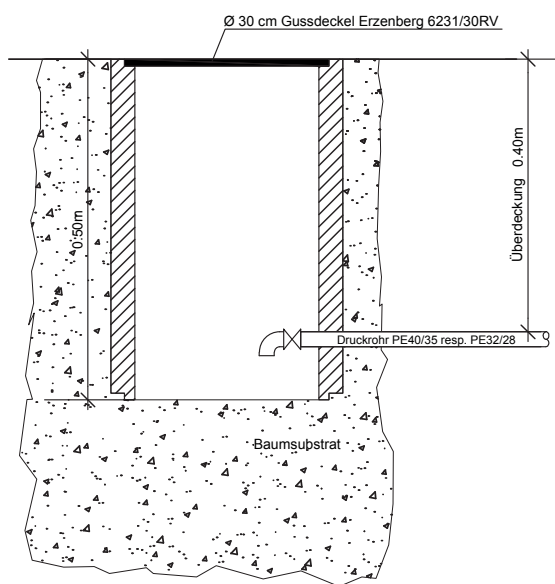 Ø 30 cm Gussdeckel Erzenberg 6231/30RV
0.50m
Überdeckung 0.40m
Druckrohr PE40/35 resp. PE32/28
Baumsubstrat